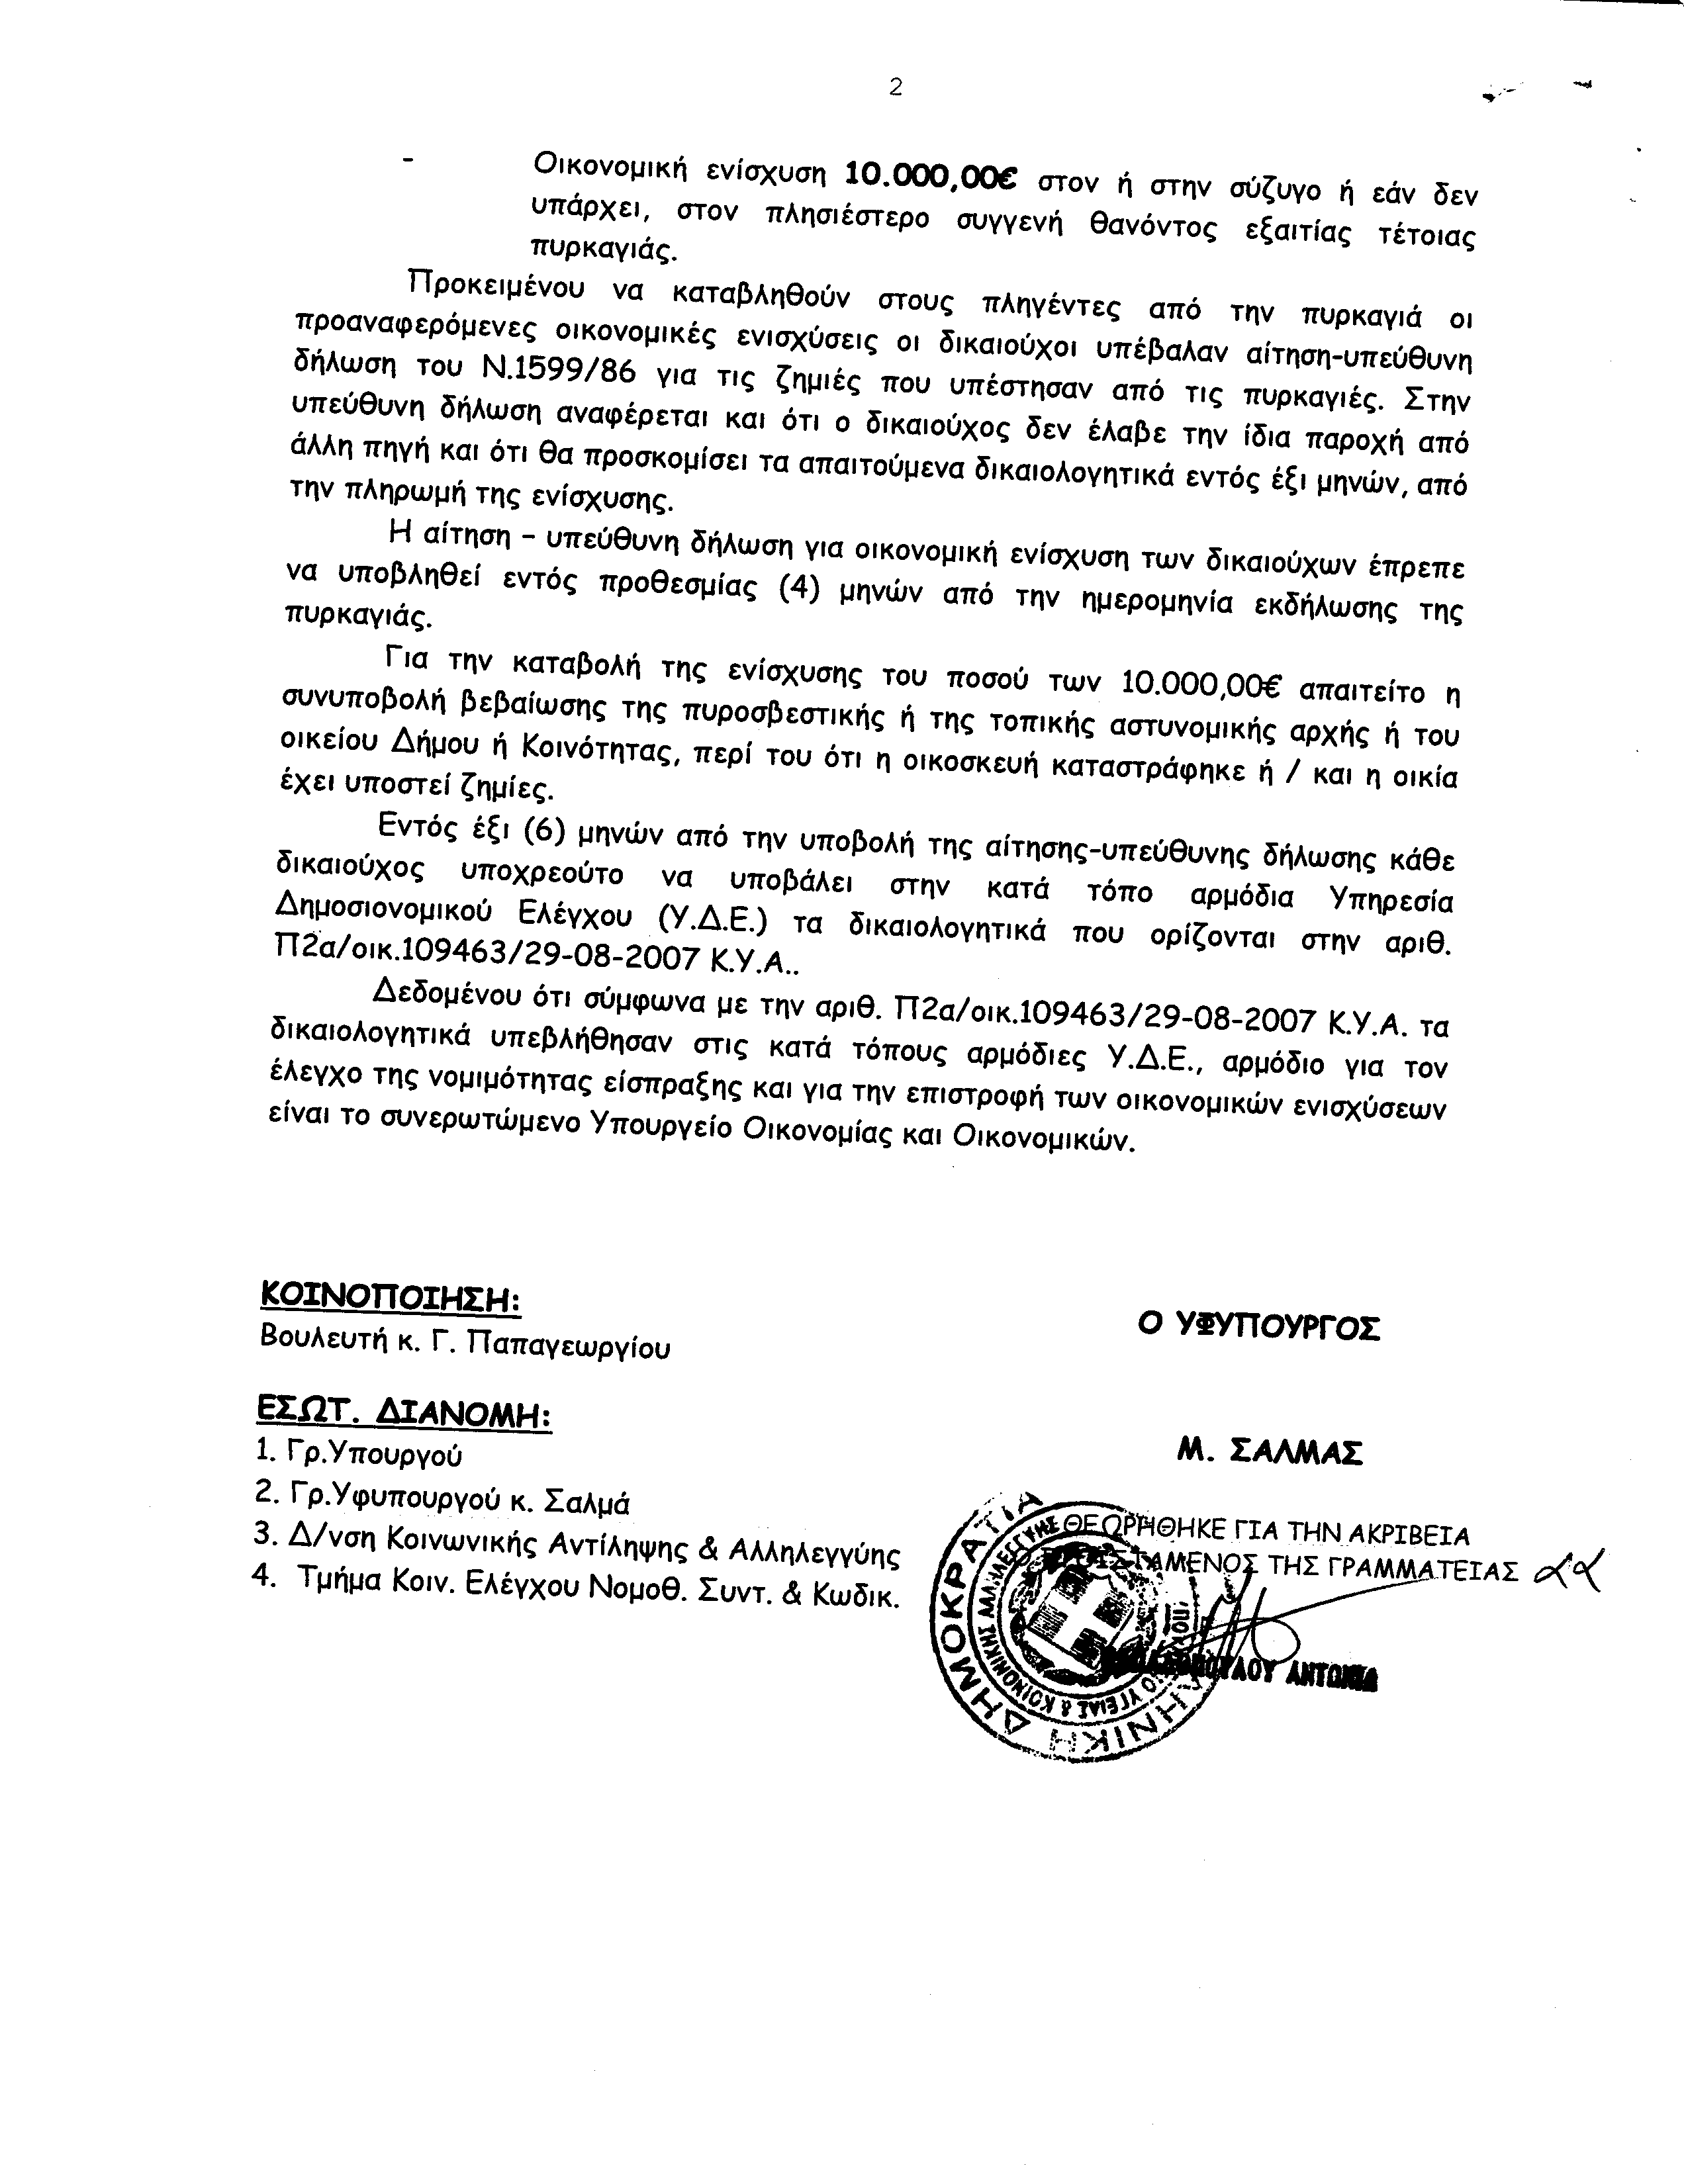 2
- Οικονομική ενίσχυση 10.000,00€ στον ή στην σύζυγο ή εάν δεν
υπάρχει, στον πλησιέστερο συγγενή θανόντος εξαιτίας τέτοιας
πυρκαγιάς.
Προκειμένου να καταβληθούν στους πληγέντες από την πυρκαγιά οι
προαναφερόμενες οικονομικές ενισχύσεις οι δικαιούχοι υπέβαλαν αίτηση-υπεύθυνη
δήλωση του Ν.1599/86 για τις ζημιές που υπέστησαν από τις πυρκαγιές. Στην
υπεύθυνη δήλωση αναφέρεται και ότι ο δικαιούχος δεν έλαβε την ίδια παροχή από
άλλη πηγή και ότι θα προσκομίσει τα απαιτούμενα δικαιολογητικά εντός έξι μηνών, από
την πληρωμή της ενίσχυσης.
Η αίτηση - υπεύθυνη δήλωση για οικονομική ενίσχυση των δικαιούχων έπρεπε
να υποβληθεί εντός προθεσμίας (4) μηνών από την ημερομηνία εκδήλωσης της
πυρκαγιάς.
Για την καταβολή της ενίσχυσης του ποσού των 10.000,00€ απαιτείτο η
συνυποβολή βεβαίωσης της πυροσβεστικής ή της τοπικής αστυνομικής αρχής ή του
οικείου Δήμου ή Κοινότητας, περί του ότι η οικοσκευή καταστράφηκε ή / και η οικία
έχει υποστεί ζημίες.
Εντός έξι (6) μηνών από την υποβολή της αίτησης-υπεύθυνης δήλωσης κάθε
δικαιούχος υποχρεούτο να υποβάλει στην κατά τόπο αρμόδια Υπηρεσία
Δημοσιονομικού Ελέγχου (Υ.Δ.Ε.) τα δικαιολογητικά που ορίζονται στην αριθ.
Π2α/οικ.109463/29-08-2007 Κ.Υ.Α..
Δεδομένου ότι σύμφωνα με την αριθ. Π2α/οικ.109463/29-08-2007 Κ.Υ.Α. τα
δικαιολογητικά υπεβλήθησαν στις κατά τόπους αρμόδιες Υ.Δ.Ε., αρμόδιο για τον
έλεγχο της νομιμότητας είσπραξης και για την επιστροφή των οικονομικών ενισχύσεων
είναι το συνερωτώμενο Υπουργείο Οικονομίας και Οικονομικών.
ΚΟΙΝΟΠΟΙΗΣΗ:
Βουλευτή κ. Γ. Παπαγεωργίου
Ο ΥΦΥΠΟΥΡΓΟΣ
ΕΣΩΤ. ΔΙΑΝΟΜΗ:
1. Γρ.Υπουργού
2. Γρ.Υφυπουργού κ. Σαλμά
3. Δ/νση Κοινωνικής Αντίληψης & Αλληλεγγύης
4. Τμήμα Κοιν. Ελέγχου Νομοθ. Συντ. & Κωδικ.
Μ. ΣΑΛΜΑΣ
ΘΕΩΡΗΘΗΚΕ ΓΙΑ ΤΗΝ ΑΚΡΙΒΕΙΑ
Ο ΠΡΟΪΣΤΑΜΕΝΟΣ ΤΗΣ ΓΡΑΜΜΑΤΕΙΑΣ αα
ΑΝΤΩΝΙΑ
ΕΛΛΗΝΙΚΗ ΔΗΜΟΚΡΑΤΙΑ
ΥΠΟΥΡΓΕΙΟ ΥΓΕΙΑΣ & ΚΟΙΝΩΝΙΚΗΣ ΑΛΛΗΛΕΓΓΥΗΣ